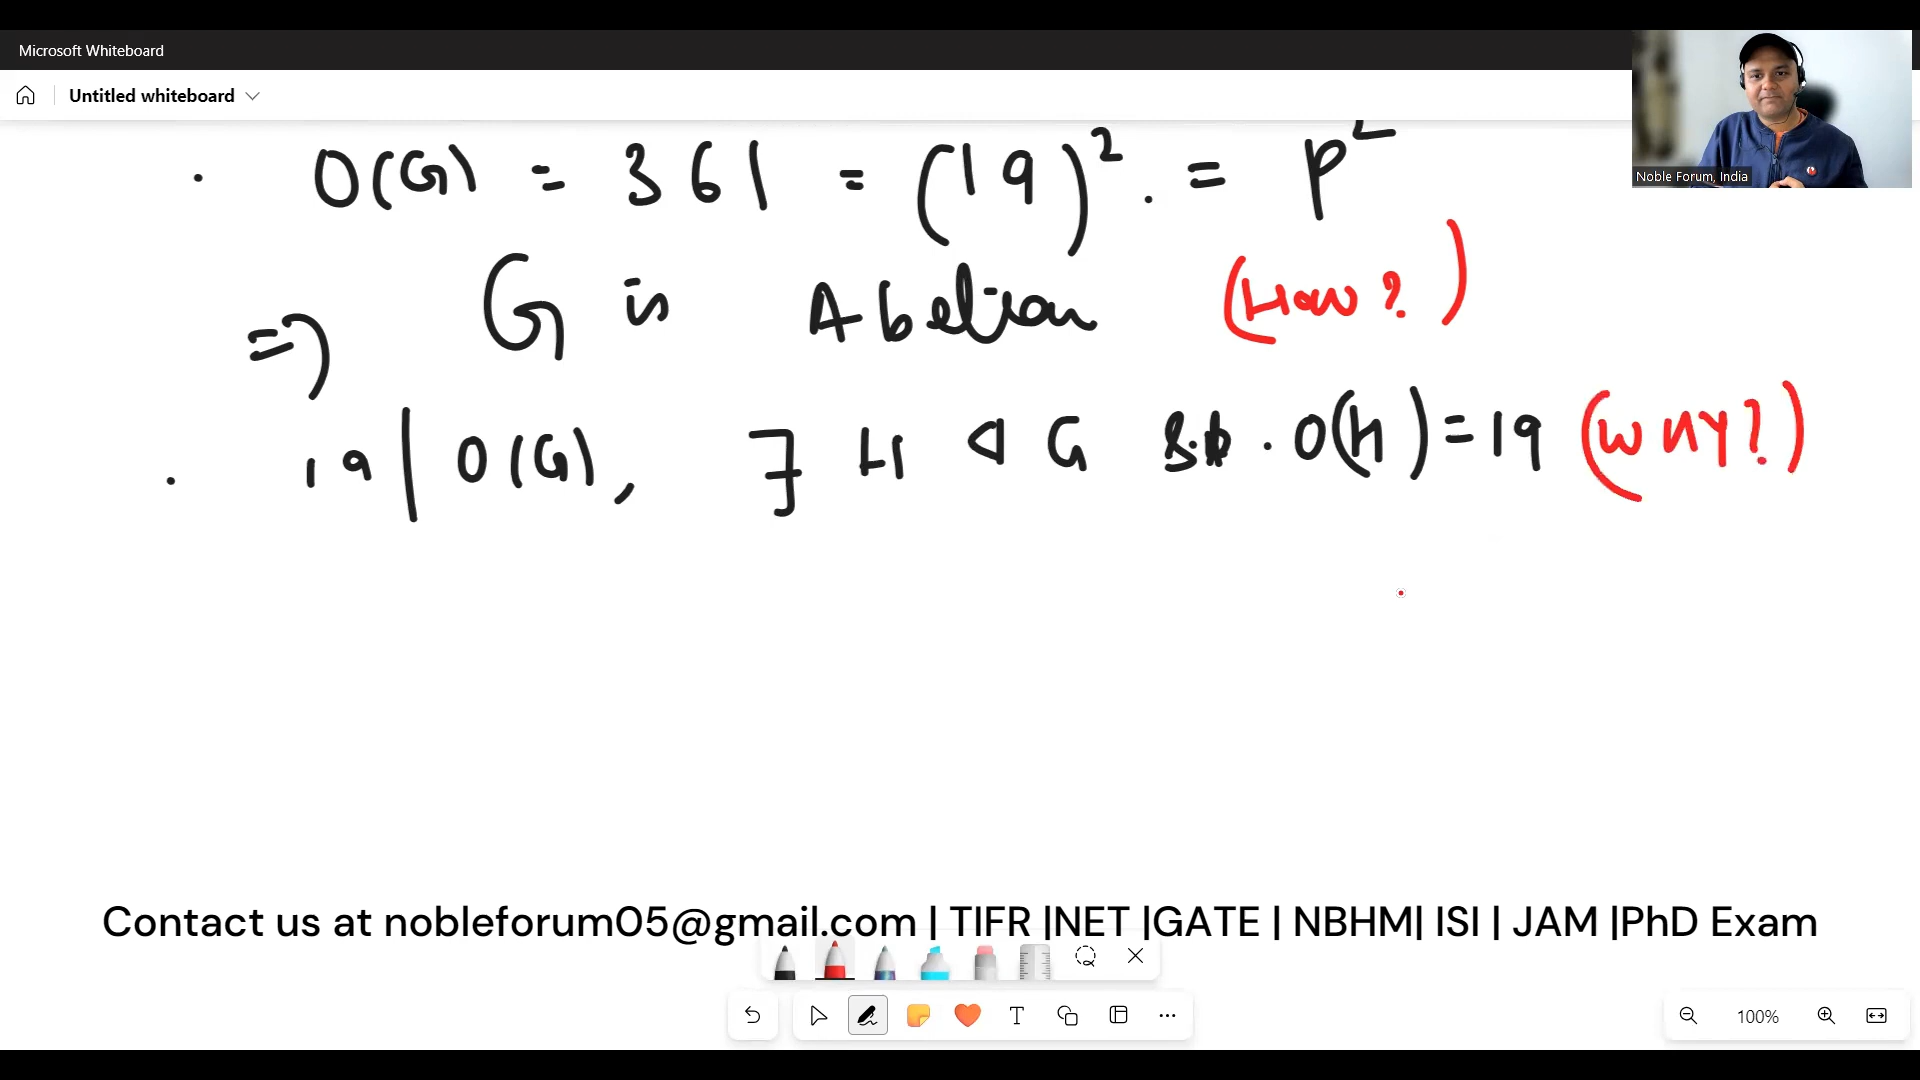 Microsoft Whiteboard
Untitled whiteboard
Noble Forum, India
. O(G) = 361 = (19)². = p²
=> G is Abelian (How?)
. 19 | O(G), ∃ H ⊲ G s.t. O(H) = 19 (WHY?)
Contact us at nobleforum05@gmail.com | TIFR |NET |GATE | NBHM| ISI | JAM |PhD Exam
100%